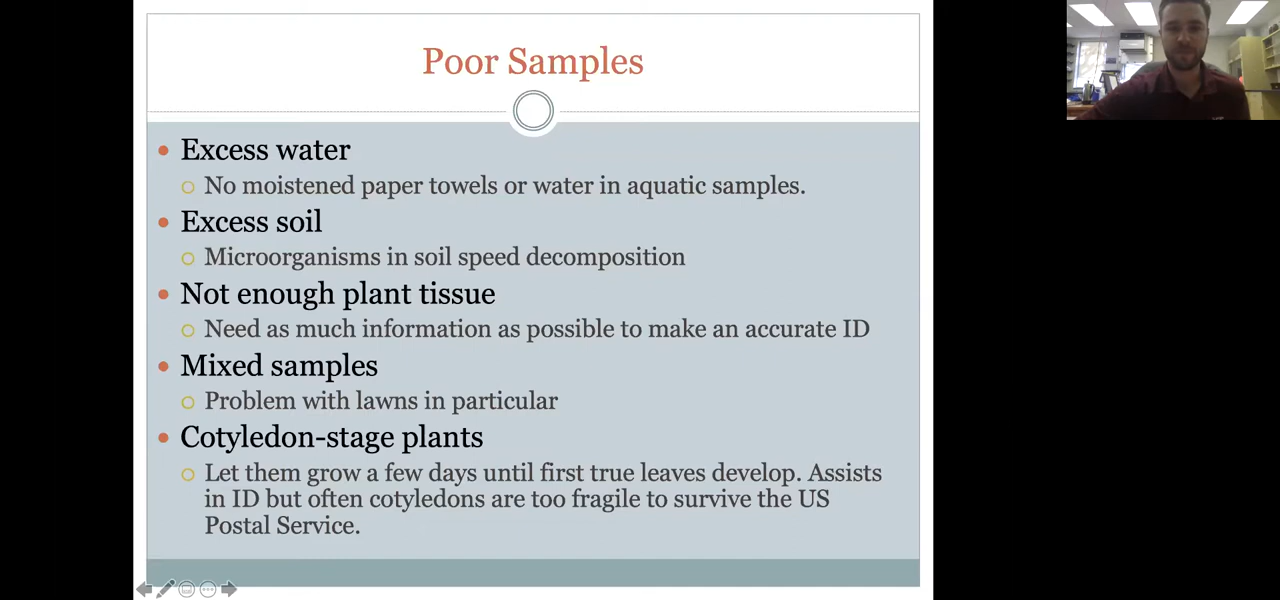 Poor Samples
Excess water
No moistened paper towels or water in aquatic samples.
Excess soil
Microorganisms in soil speed decomposition
Not enough plant tissue
Need as much information as possible to make an accurate ID
Mixed samples
Problem with lawns in particular
Cotyledon-stage plants
Let them grow a few days until first true leaves develop. Assists
in ID but often cotyledons are too fragile to survive the US
Postal Service.